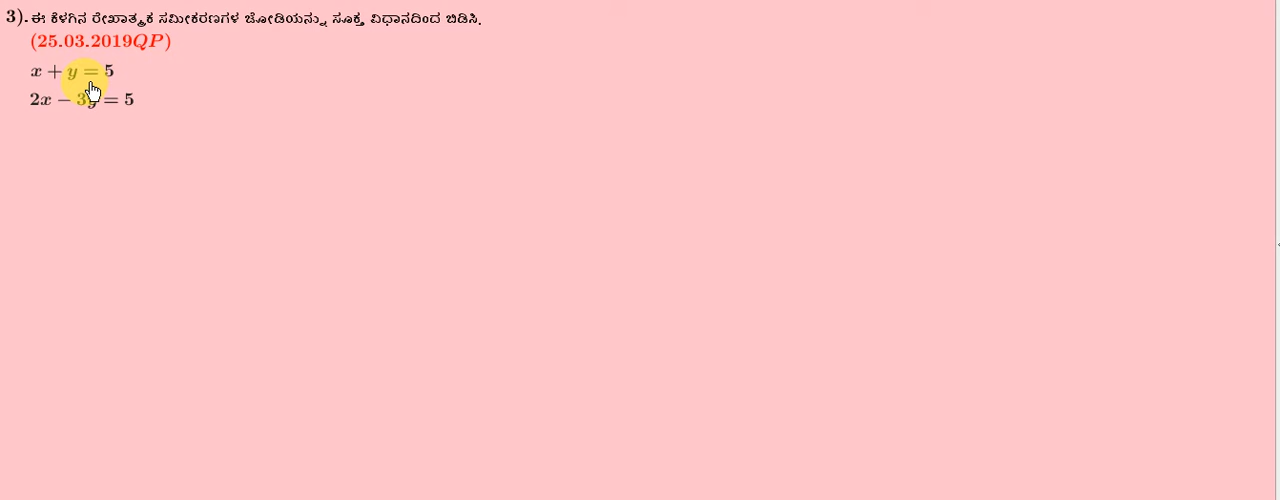 3). ಈ ಕೆಳಗಿನ ರೇಖಾತ್ಮಕ ಸಮೀಕರಣಗಳ ಜೋಡಿಯನ್ನು ಸೂಕ್ತ ವಿಧಾನದಿಂದ ಬಿಡಿಸಿ.
(25.03.2019QP)
x + y = 5
2x − 3y = 5